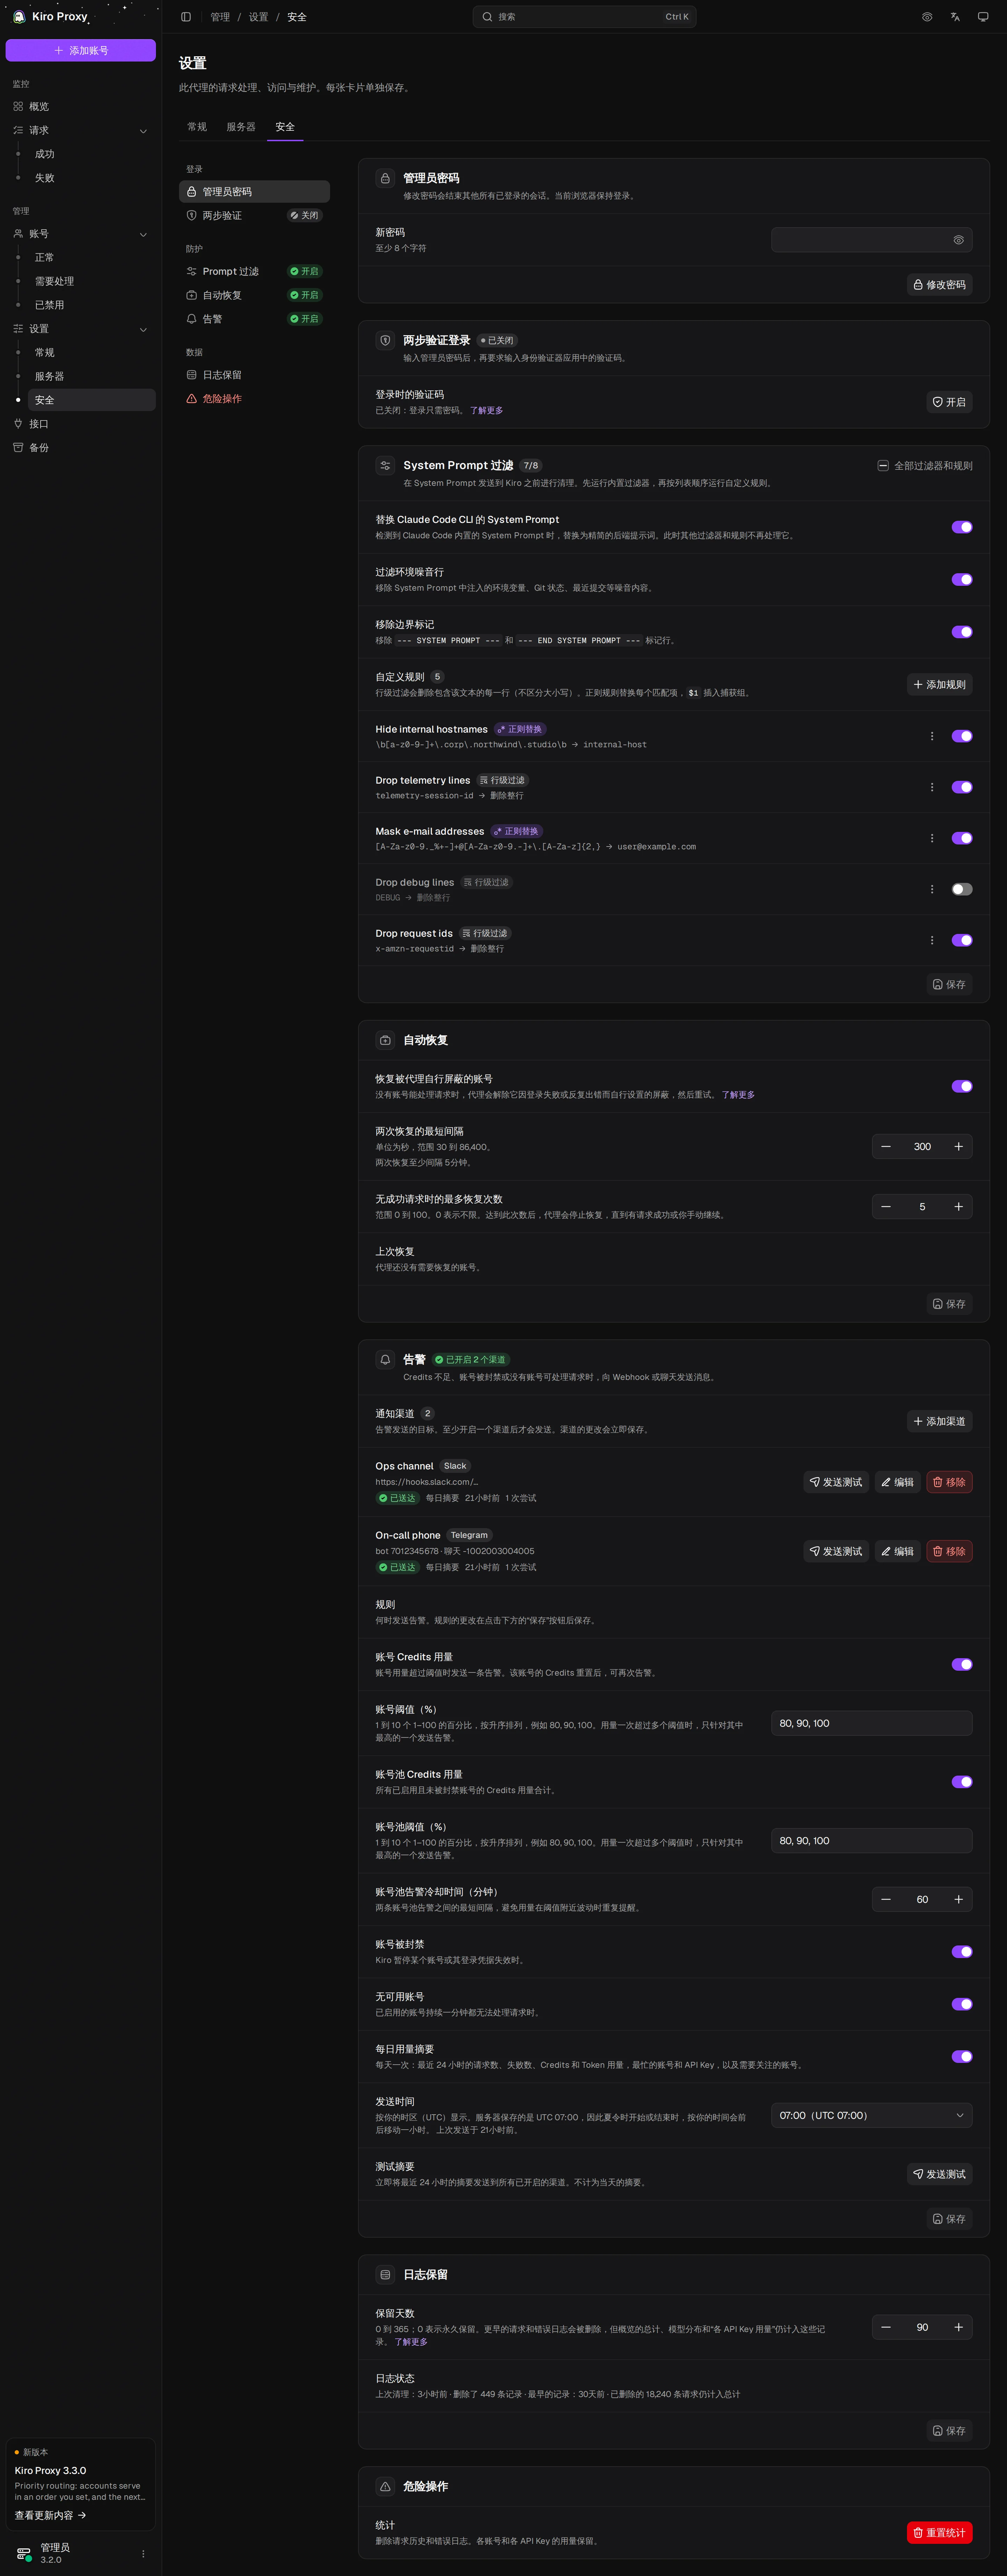 Kiro Proxy
添加账号
监控
概览
请求
成功
失败
管理
账号
正常
需要处理
已禁用
设置
常规
服务器
安全
接口
备份
新版本
Kiro Proxy 3.3.0
Priority routing: accounts serve
in an order you set, and the next…
查看更新内容 →
管理员
3.2.0
管理 / 设置 / 安全
搜索 Ctrl K
设置
此代理的请求处理、访问与维护。每张卡片单独保存。
常规 服务器 安全
登录
管理员密码
两步验证 关闭
防护
Prompt 过滤 开启
自动恢复 开启
告警 开启
数据
日志保留
危险操作
管理员密码
修改密码会结束其他所有已登录的会话。当前浏览器保持登录。
新密码
至少 8 个字符
修改密码
两步验证登录 已关闭
输入管理员密码后，再要求输入身份验证器应用中的验证码。
登录时的验证码
已关闭：登录只需密码。 了解更多
开启
System Prompt 过滤 7/8
全部过滤器和规则
在 System Prompt 发送到 Kiro 之前进行清理。先运行内置过滤器，再按列表顺序运行自定义规则。
替换 Claude Code CLI 的 System Prompt
检测到 Claude Code 内置的 System Prompt 时，替换为精简的后端提示词。此时其他过滤器和规则不再处理它。
过滤环境噪音行
移除 System Prompt 中注入的环境变量、Git 状态、最近提交等噪音内容。
移除边界标记
移除 --- SYSTEM PROMPT --- 和 --- END SYSTEM PROMPT --- 标记行。
自定义规则 5
行级过滤会删除包含该文本的每一行（不区分大小写）。正则规则替换每个匹配项，$1 插入捕获组。
添加规则
Hide internal hostnames 正则替换
\b[a-z0-9-]+\.corp\.northwind\.studio\b → internal-host
Drop telemetry lines 行级过滤
telemetry-session-id → 删除整行
Mask e-mail addresses 正则替换
[A-Za-z0-9._%+-]+@[A-Za-z0-9.-]+\.[A-Za-z]{2,} → user@example.com
Drop debug lines 行级过滤
DEBUG → 删除整行
Drop request ids 行级过滤
x-amzn-requestid → 删除整行
保存
自动恢复
恢复被代理自行屏蔽的账号
没有账号能处理请求时，代理会解除它因登录失败或反复出错而自行设置的屏蔽，然后重试。 了解更多
两次恢复的最短间隔
单位为秒，范围 30 到 86,400。
两次恢复至少间隔 5分钟。
300
无成功请求时的最多恢复次数
范围 0 到 100。0 表示不限。达到此次数后，代理会停止恢复，直到有请求成功或你手动继续。
5
上次恢复
代理还没有需要恢复的账号。
保存
告警 已开启 2 个渠道
Credits 不足、账号被封禁或没有账号可处理请求时，向 Webhook 或聊天发送消息。
通知渠道 2
告警发送的目标。至少开启一个渠道后才会发送。渠道的更改会立即保存。
添加渠道
Ops channel Slack
https://hooks.slack.com/…
已送达 每日摘要 21小时前 1 次尝试
发送测试 编辑 移除
On-call phone Telegram
bot 7012345678 · 聊天 -1002003004005
已送达 每日摘要 21小时前 1 次尝试
发送测试 编辑 移除
规则
何时发送告警。规则的更改在点击下方的“保存”按钮后保存。
账号 Credits 用量
账号用量超过阈值时发送一条告警。该账号的 Credits 重置后，可再次告警。
账号阈值（%）
1 到 10 个 1–100 的百分比，按升序排列，例如 80, 90, 100。用量一次超过多个阈值时，只针对其中
最高的一个发送告警。
80, 90, 100
账号池 Credits 用量
所有已启用且未被封禁账号的 Credits 用量合计。
账号池阈值（%）
1 到 10 个 1–100 的百分比，按升序排列，例如 80, 90, 100。用量一次超过多个阈值时，只针对其中
最高的一个发送告警。
80, 90, 100
账号池告警冷却时间（分钟）
两条账号池告警之间的最短间隔，避免用量在阈值附近波动时重复提醒。
60
账号被封禁
Kiro 暂停某个账号或其登录凭据失效时。
无可用账号
已启用的账号持续一分钟都无法处理请求时。
每日用量摘要
每天一次：最近 24 小时的请求数、失败数、Credits 和 Token 用量，最忙的账号和 API Key，以及需要关注的账号。
发送时间
按你的时区（UTC）显示。服务器保存的是 UTC 07:00，因此夏令时开始或结束时，按你的时间会前
后移动一小时。 上次发送于 21小时前。
07:00（UTC 07:00）
测试摘要
立即将最近 24 小时的摘要发送到所有已开启的渠道。不计为当天的摘要。
发送测试
保存
日志保留
保留天数
0 到 365；0 表示永久保留。更早的请求和错误日志会被删除，但概览的总计、模型分布和“各 API Key 用量”仍计入这些记
录。 了解更多
90
日志状态
上次清理：3小时前 · 删除了 449 条记录 · 最早的记录：30天前 · 已删除的 18,240 条请求仍计入总计
保存
危险操作
统计
删除请求历史和错误日志。各账号和各 API Key 的用量保留。
重置统计